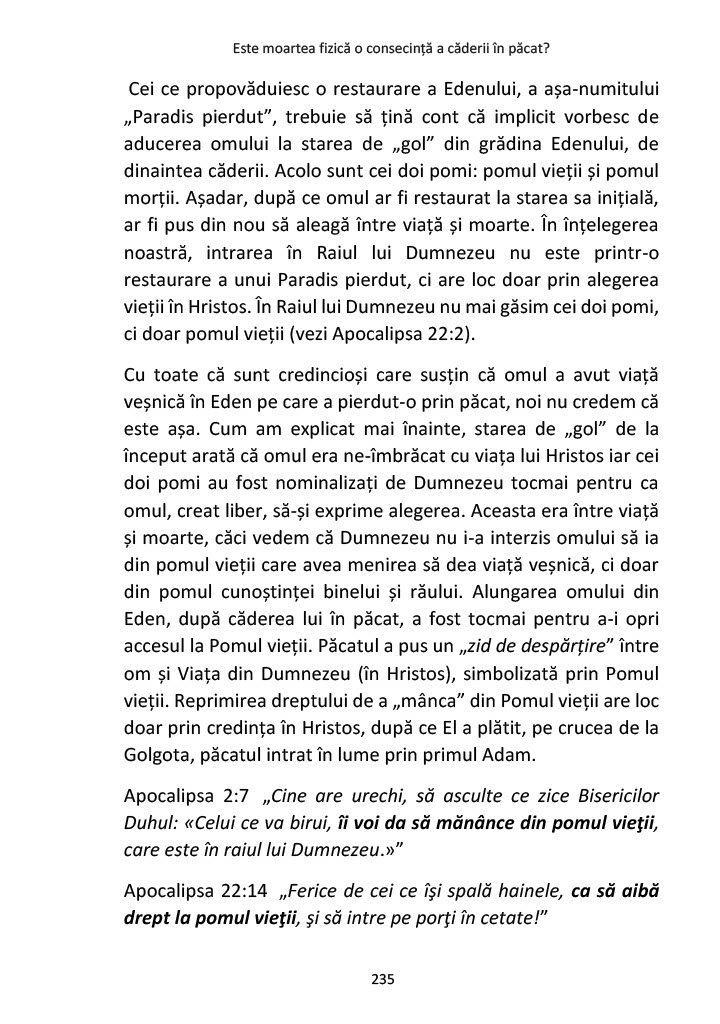 Este moartea fizică o consecință a căderii în păcat?
Cei ce propovăduiesc o restaurare a Edenului, a așa-numitului
„Paradis pierdut”, trebuie să țină cont că implicit vorbesc de
aducerea omului la starea de „gol” din grădina Edenului, de
dinaintea căderii. Acolo sunt cei doi pomi: pomul vieții și pomul
morții. Așadar, după ce omul ar fi restaurat la starea sa inițială,
ar fi pus din nou să aleagă între viață și moarte. În înțelegerea
noastră, intrarea în Raiul lui Dumnezeu nu este printr-o
restaurare a unui Paradis pierdut, ci are loc doar prin alegerea
vieții în Hristos. În Raiul lui Dumnezeu nu mai găsim cei doi pomi,
ci doar pomul vieții (vezi Apocalipsa 22:2).
Cu toate că sunt credincioși care susțin că omul a avut viață
veșnică în Eden pe care a pierdut-o prin păcat, noi nu credem că
este așa. Cum am explicat mai înainte, starea de „gol” de la
început arată că omul era ne-îmbrăcat cu viața lui Hristos iar cei
doi pomi au fost nominalizați de Dumnezeu tocmai pentru ca
omul, creat liber, să-și exprime alegerea. Aceasta era între viață
și moarte, căci vedem că Dumnezeu nu i-a interzis omului să ia
din pomul vieții care avea menirea să dea viață veșnică, ci doar
din pomul cunoștinței binelui și răului. Alungarea omului din
Eden, după căderea lui în păcat, a fost tocmai pentru a-i opri
accesul la Pomul vieții. Păcatul a pus un „zid de despărțire” între
om și Viața din Dumnezeu (în Hristos), simbolizată prin Pomul
vieții. Reprimirea dreptului de a „mânca” din Pomul vieții are loc
doar prin credința în Hristos, după ce El a plătit, pe crucea de la
Golgota, păcatul intrat în lume prin primul Adam.
Apocalipsa 2:7 „Cine are urechi, să asculte ce zice Bisericilor
Duhul: «Celui ce va birui, îi voi da să mănânce din pomul vieţii,
care este în raiul lui Dumnezeu.»”
Apocalipsa 22:14 „Ferice de cei ce îşi spală hainele, ca să aibă
drept la pomul vieţii, şi să intre pe porţi în cetate!”
235